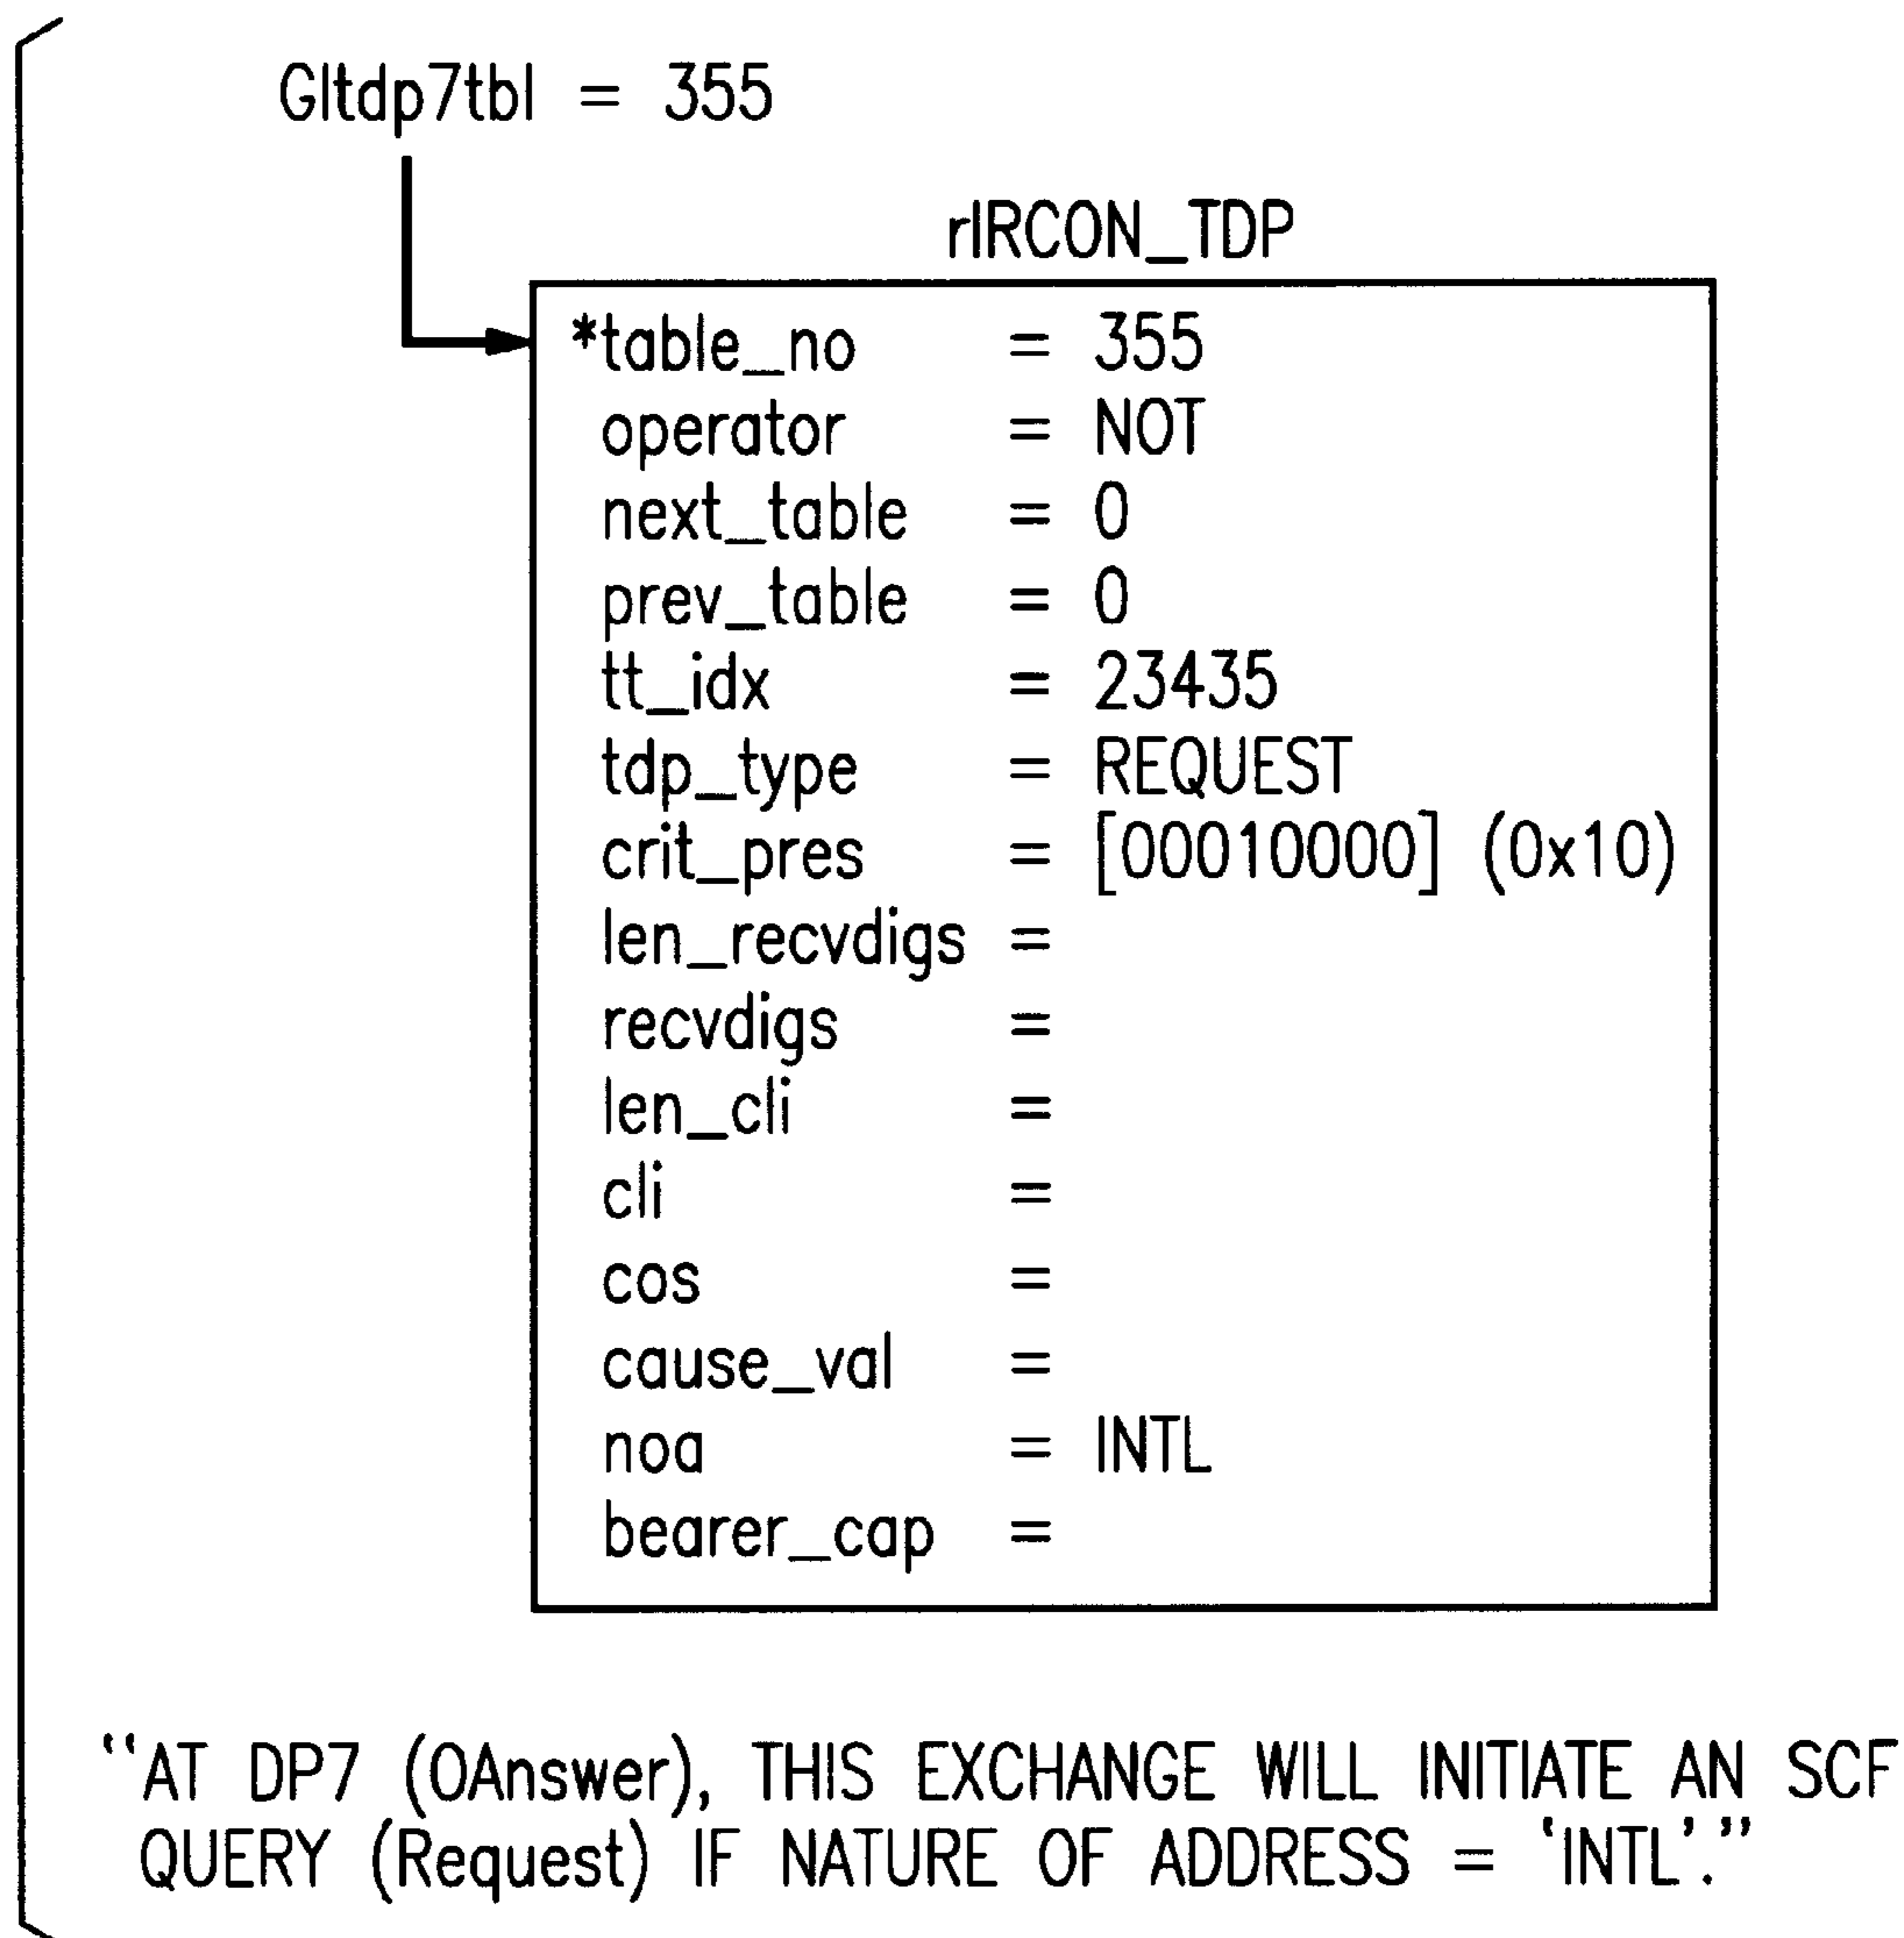 Gltdp7tbl = 355
rIRCON_TDP
*table_no = 355
operator = NOT
next_table = 0
prev_table = 0
tt_idx = 23435
tdp_type = REQUEST
crit_pres = [00010000] (0x10)
len_recvdigs =
recvdigs =
len_cli =
cli =
cos =
cause_val =
noa = INTL
bearer_cap =
“AT DP7 (OAnswer), THIS EXCHANGE WILL INITIATE AN SCF
QUERY (Request) IF NATURE OF ADDRESS = ‘INTL’.”